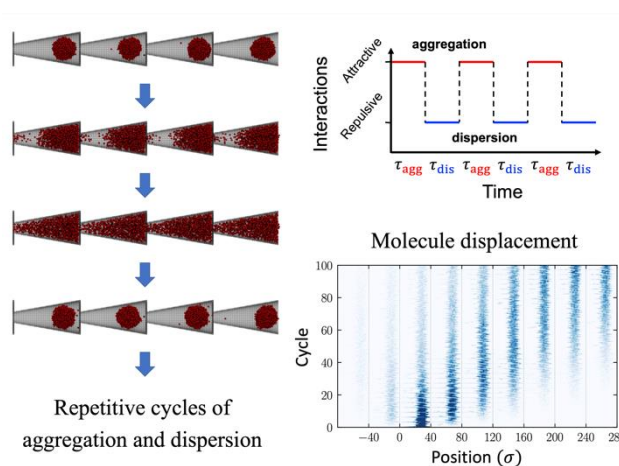 Repetitive cycles of
aggregation and dispersion
Interactions
Attractive
Repulsive
aggregation
dispersion
τagg τdis τagg τdis τagg τdis
Time
Molecule displacement
Cycle
100
80
60
40
20
0
−40 0 40 80 120 160 200 240 28
Position (σ)